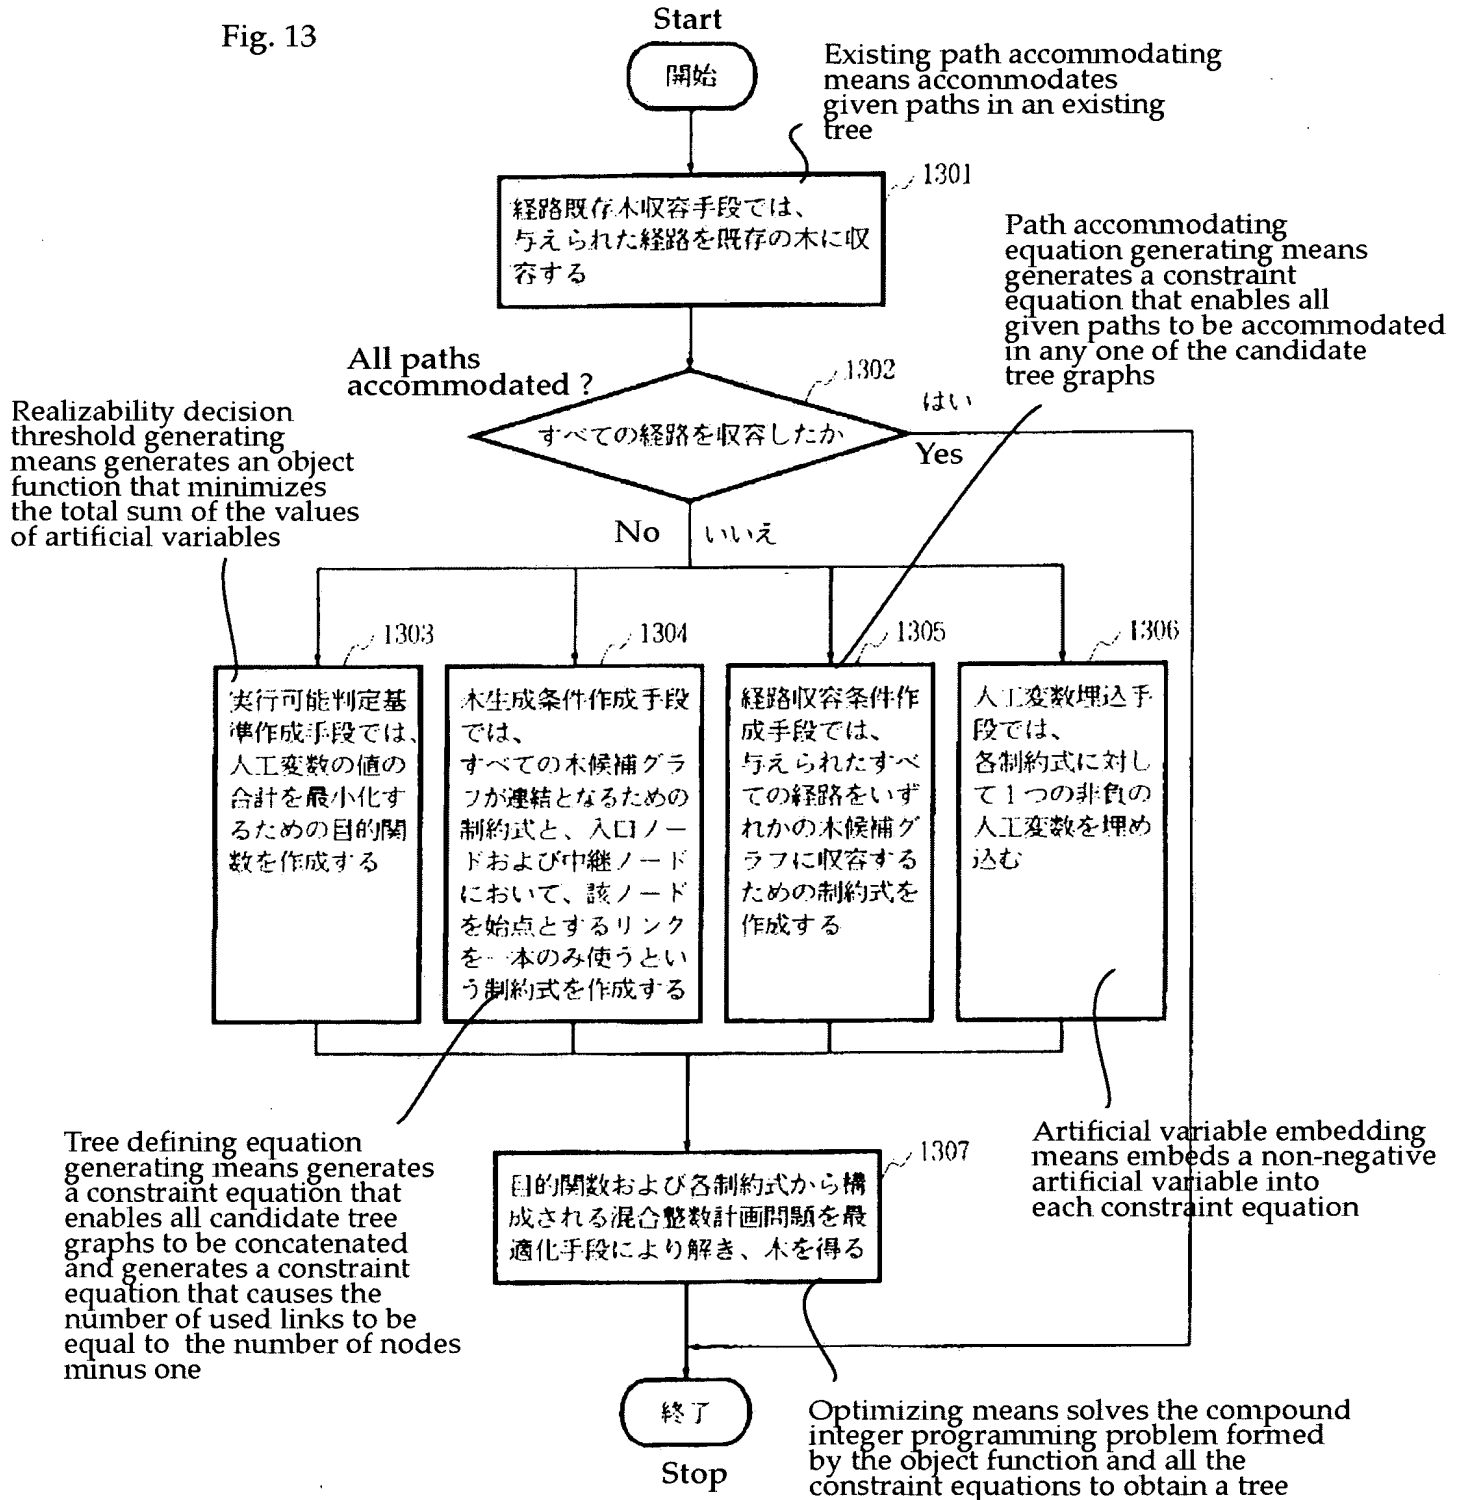 Fig. 13
Start
開始
Existing path accommodating
means accommodates
given paths in an existing
tree
1301
経路既存木収容手段では、
与えられた経路を既存の木に収
容する
Path accommodating
equation generating means
generates a constraint
equation that enables all
given paths to be accommodated
in any one of the candidate
tree graphs
All paths
accommodated ?
1302
すべての経路を収容したか
はい
Yes
Realizability decision
threshold generating
means generates an object
function that minimizes
the total sum of the values
of artificial variables
No
いいえ
1303
実行可能判定基
準作成手段では、
人工変数の値の
合計を最小化す
るための目的関
数を作成する
1304
木生成条件作成手段
では、
すべての木候補グラ
フが連結となるための
制約式と、入口ノー
ドおよび中継ノード
において、該ノード
を始点とするリンク
を一本のみ使うとい
う制約式を作成する
1305
経路収容条件作
成手段では、
与えられたすべ
ての経路をいず
れかの木候補グ
ラフに収容する
ための制約式を
作成する
1306
人工変数埋込手
段では、
各制約式に対し
て1つの非負の
人工変数を埋め
込む
Tree defining equation
generating means generates
a constraint equation that
enables all candidate tree
graphs to be concatenated
and generates a constraint
equation that causes the
number of used links to be
equal to the number of nodes
minus one
1307
目的関数および各制約式から構
成される混合整数計画問題を最
適化手段により解き、木を得る
Artificial variable embedding
means embeds a non-negative
artificial variable into
each constraint equation
終了
Stop
Optimizing means solves the compound
integer programming problem formed
by the object function and all the
constraint equations to obtain a tree